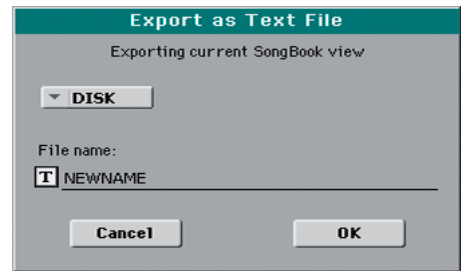 Export as Text File
Exporting current SongBook view
DISK
File name:
T NEWNAME
Cancel OK